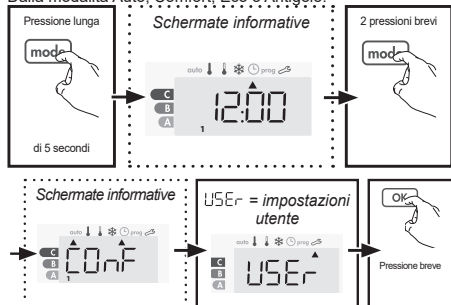 Dalla modalità Auto, Comfort, Eco o Antigelo:
Pressione lunga
mode
di 5 secondi
Schermate informative
auto prog
C
B
A
12:00
1
2 pressioni brevi
mode
Schermate informative
auto prog
C
B
A
COnF
1
USEr = impostazioni
utente
auto prog
C
B
A
USEr
OK
Pressione breve